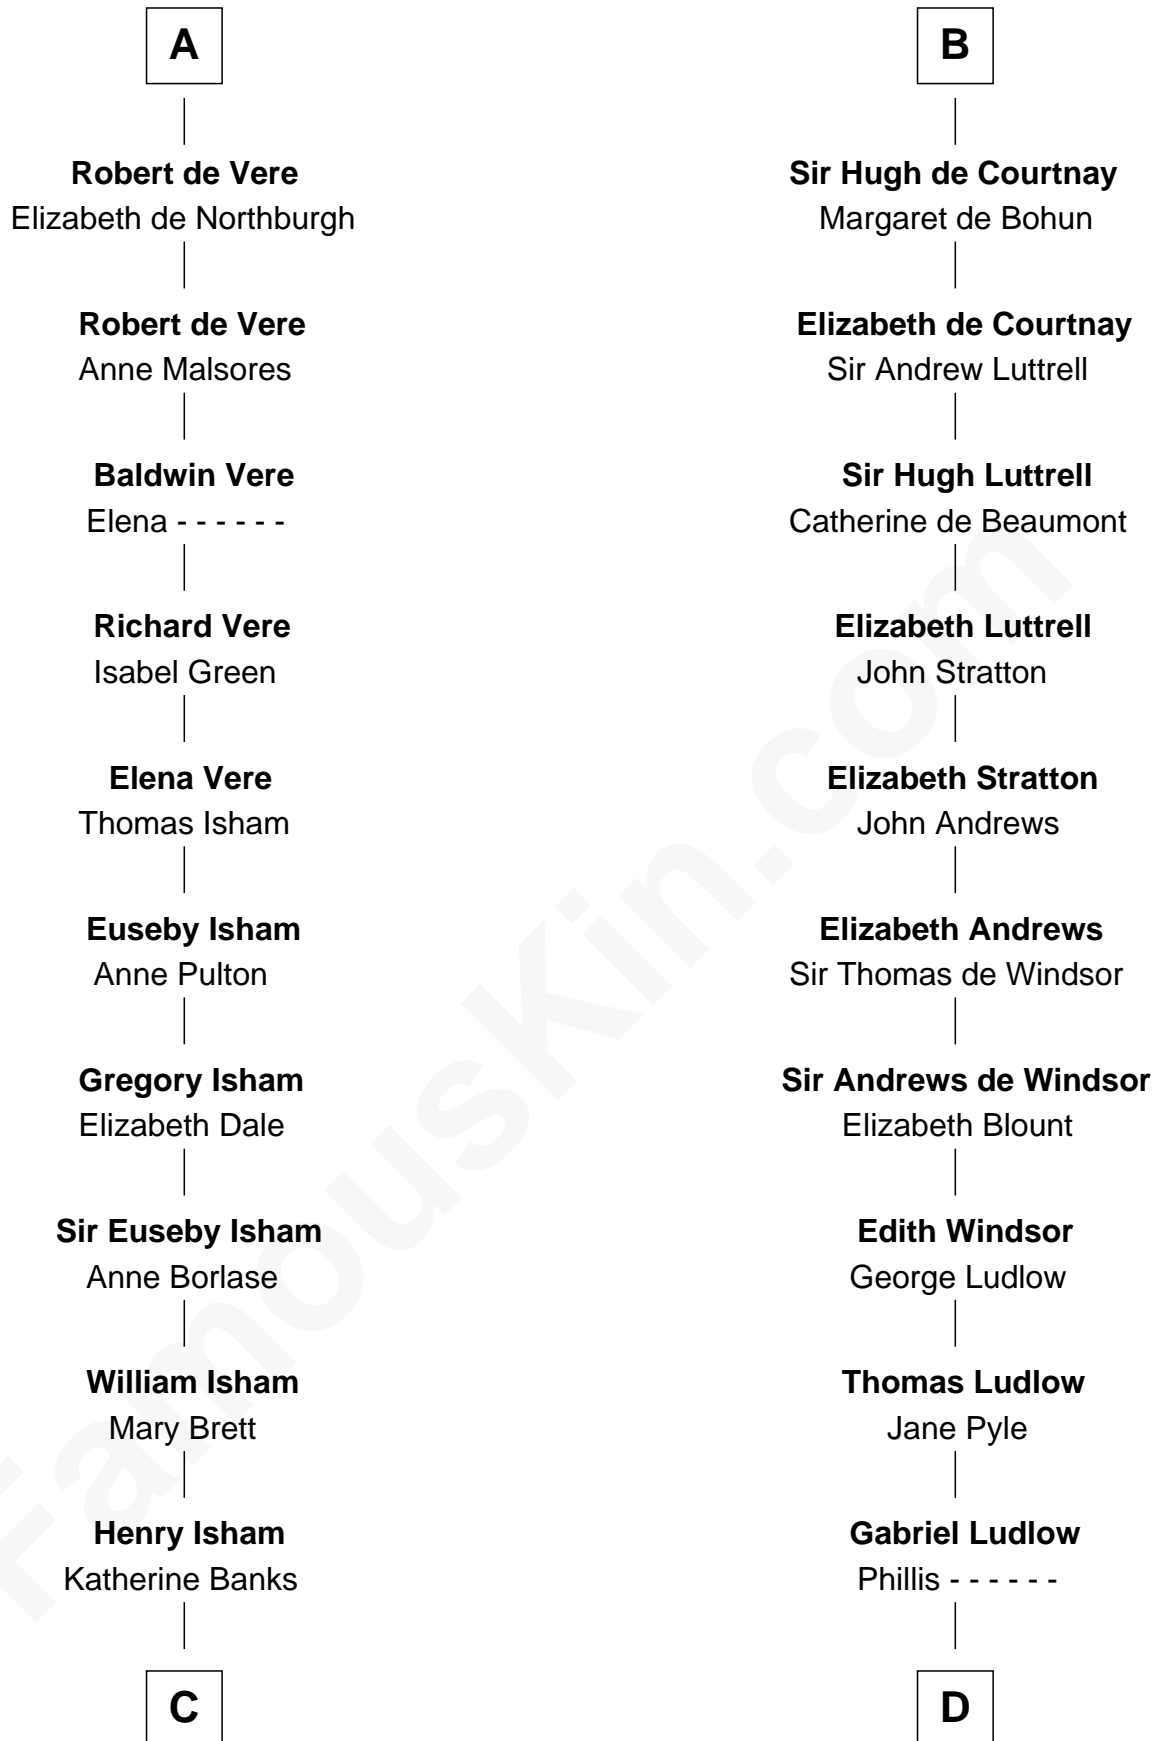 A
Robert de Vere
Elizabeth de Northburgh
Robert de Vere
Anne Malsores
Baldwin Vere
Elena - - - - - -
Richard Vere
Isabel Green
Elena Vere
Thomas Isham
Euseby Isham
Anne Pulton
Gregory Isham
Elizabeth Dale
Sir Euseby Isham
Anne Borlase
William Isham
Mary Brett
Henry Isham
Katherine Banks
C
B
Sir Hugh de Courtnay
Margaret de Bohun
Elizabeth de Courtnay
Sir Andrew Luttrell
Sir Hugh Luttrell
Catherine de Beaumont
Elizabeth Luttrell
John Stratton
Elizabeth Stratton
John Andrews
Elizabeth Andrews
Sir Thomas de Windsor
Sir Andrews de Windsor
Elizabeth Blount
Edith Windsor
George Ludlow
Thomas Ludlow
Jane Pyle
Gabriel Ludlow
Phillis - - - - - -
D
FamousKin.com